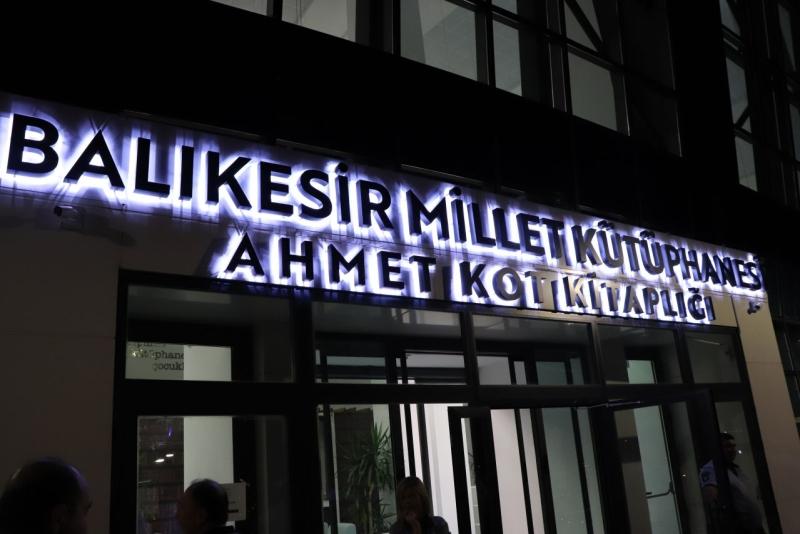 BALIKESİR MİLLET KÜTÜPHANESİ
AHMET KOT KİTAPLIĞI